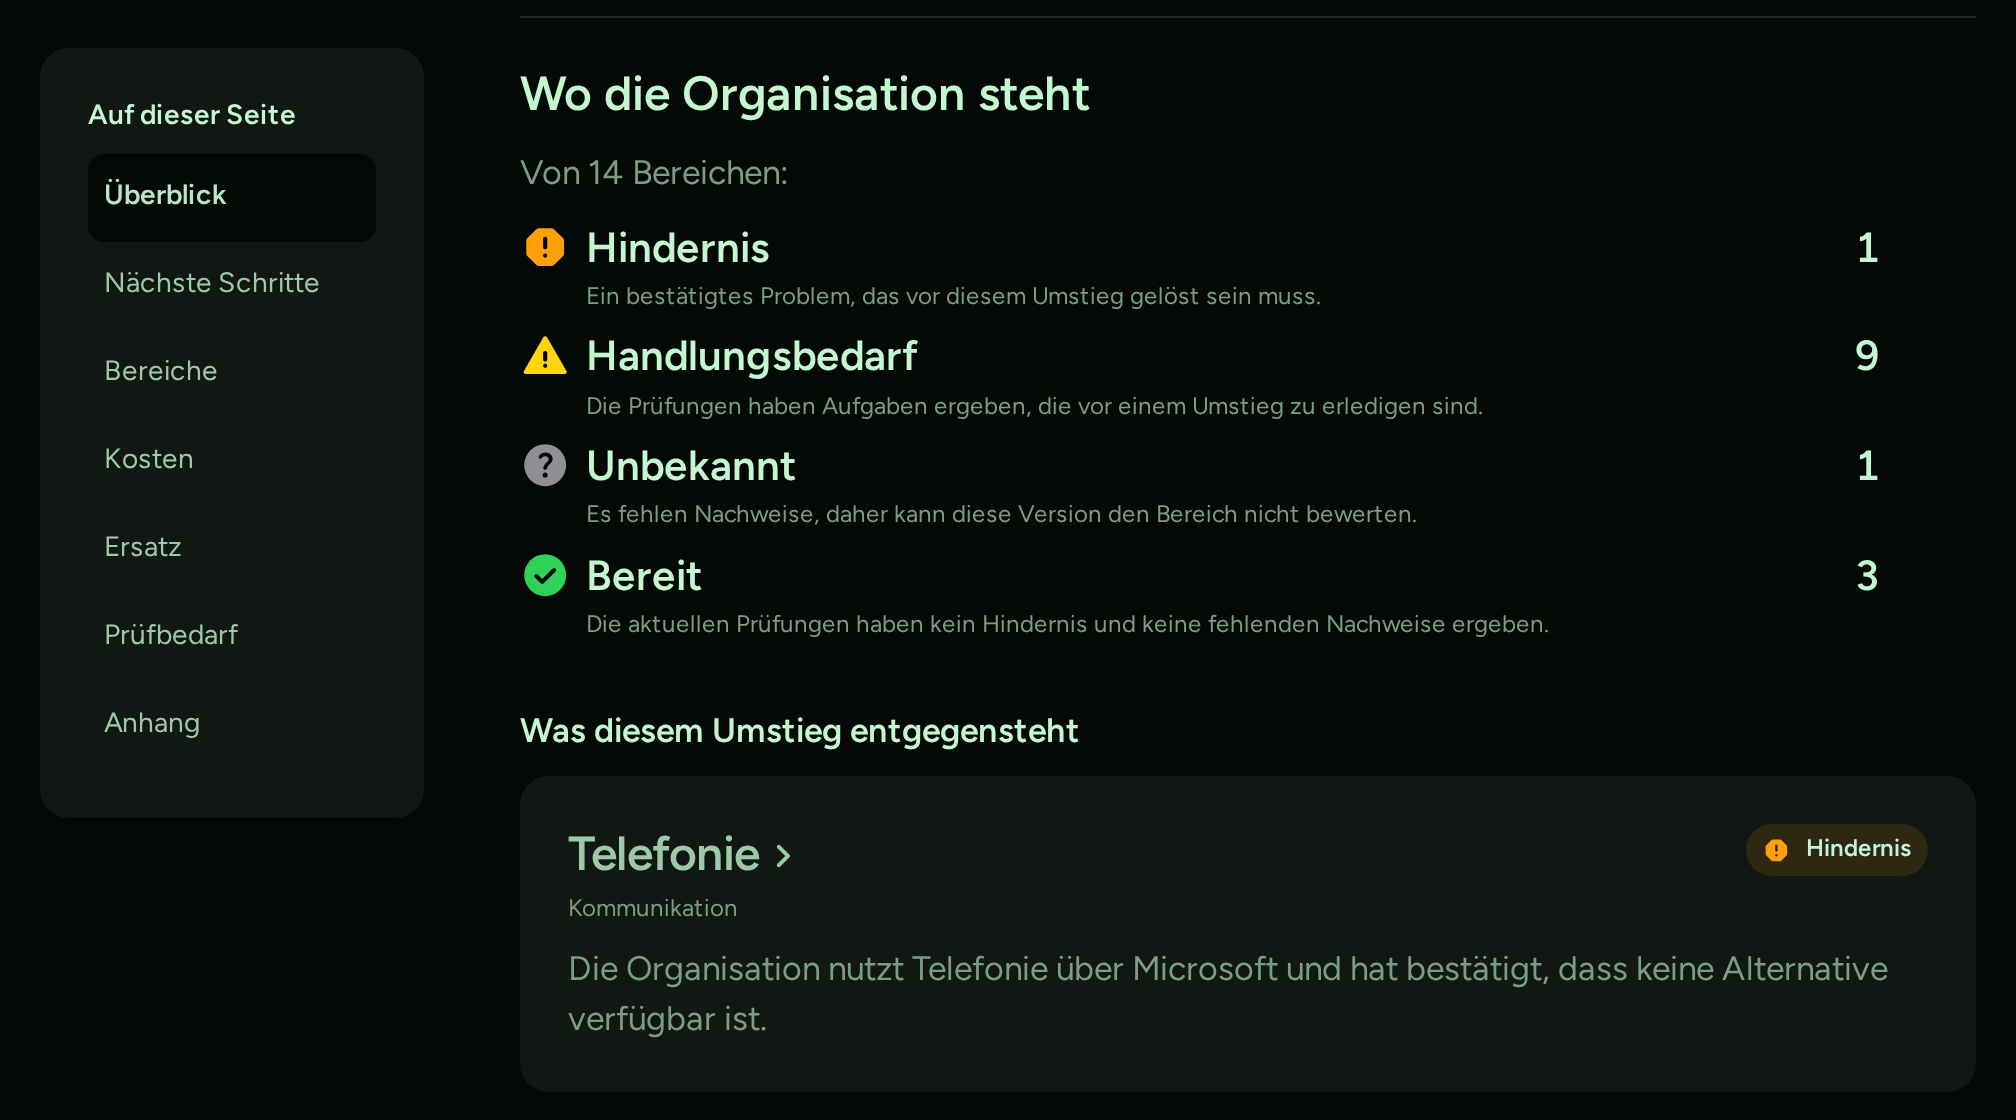 Auf dieser Seite
Überblick
Nächste Schritte
Bereiche
Kosten
Ersatz
Prüfbedarf
Anhang
Wo die Organisation steht
Von 14 Bereichen:
Hindernis 1
Ein bestätigtes Problem, das vor diesem Umstieg gelöst sein muss.
Handlungsbedarf 9
Die Prüfungen haben Aufgaben ergeben, die vor einem Umstieg zu erledigen sind.
Unbekannt 1
Es fehlen Nachweise, daher kann diese Version den Bereich nicht bewerten.
Bereit 3
Die aktuellen Prüfungen haben kein Hindernis und keine fehlenden Nachweise ergeben.
Was diesem Umstieg entgegensteht
Telefonie
Hindernis
Kommunikation
Die Organisation nutzt Telefonie über Microsoft und hat bestätigt, dass keine Alternative
verfügbar ist.